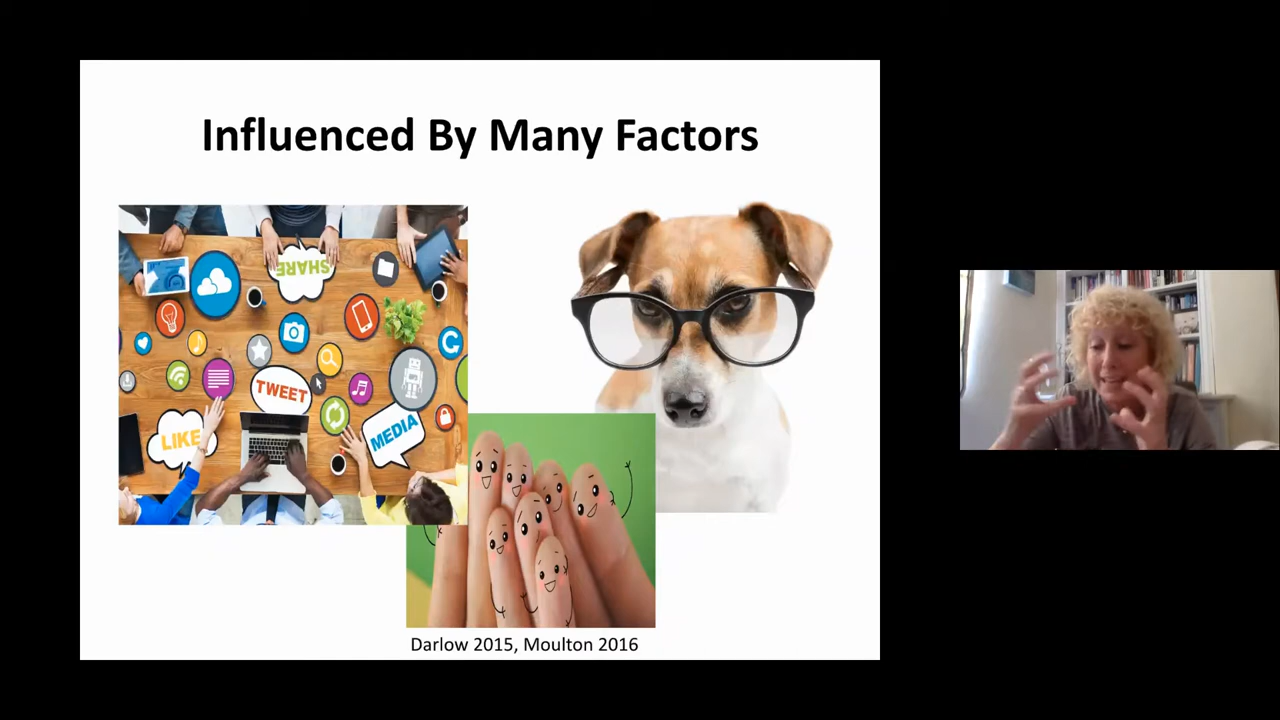 Influenced By Many Factors
SHARE
TWEET
LIKE
MEDIA
Darlow 2015, Moulton 2016